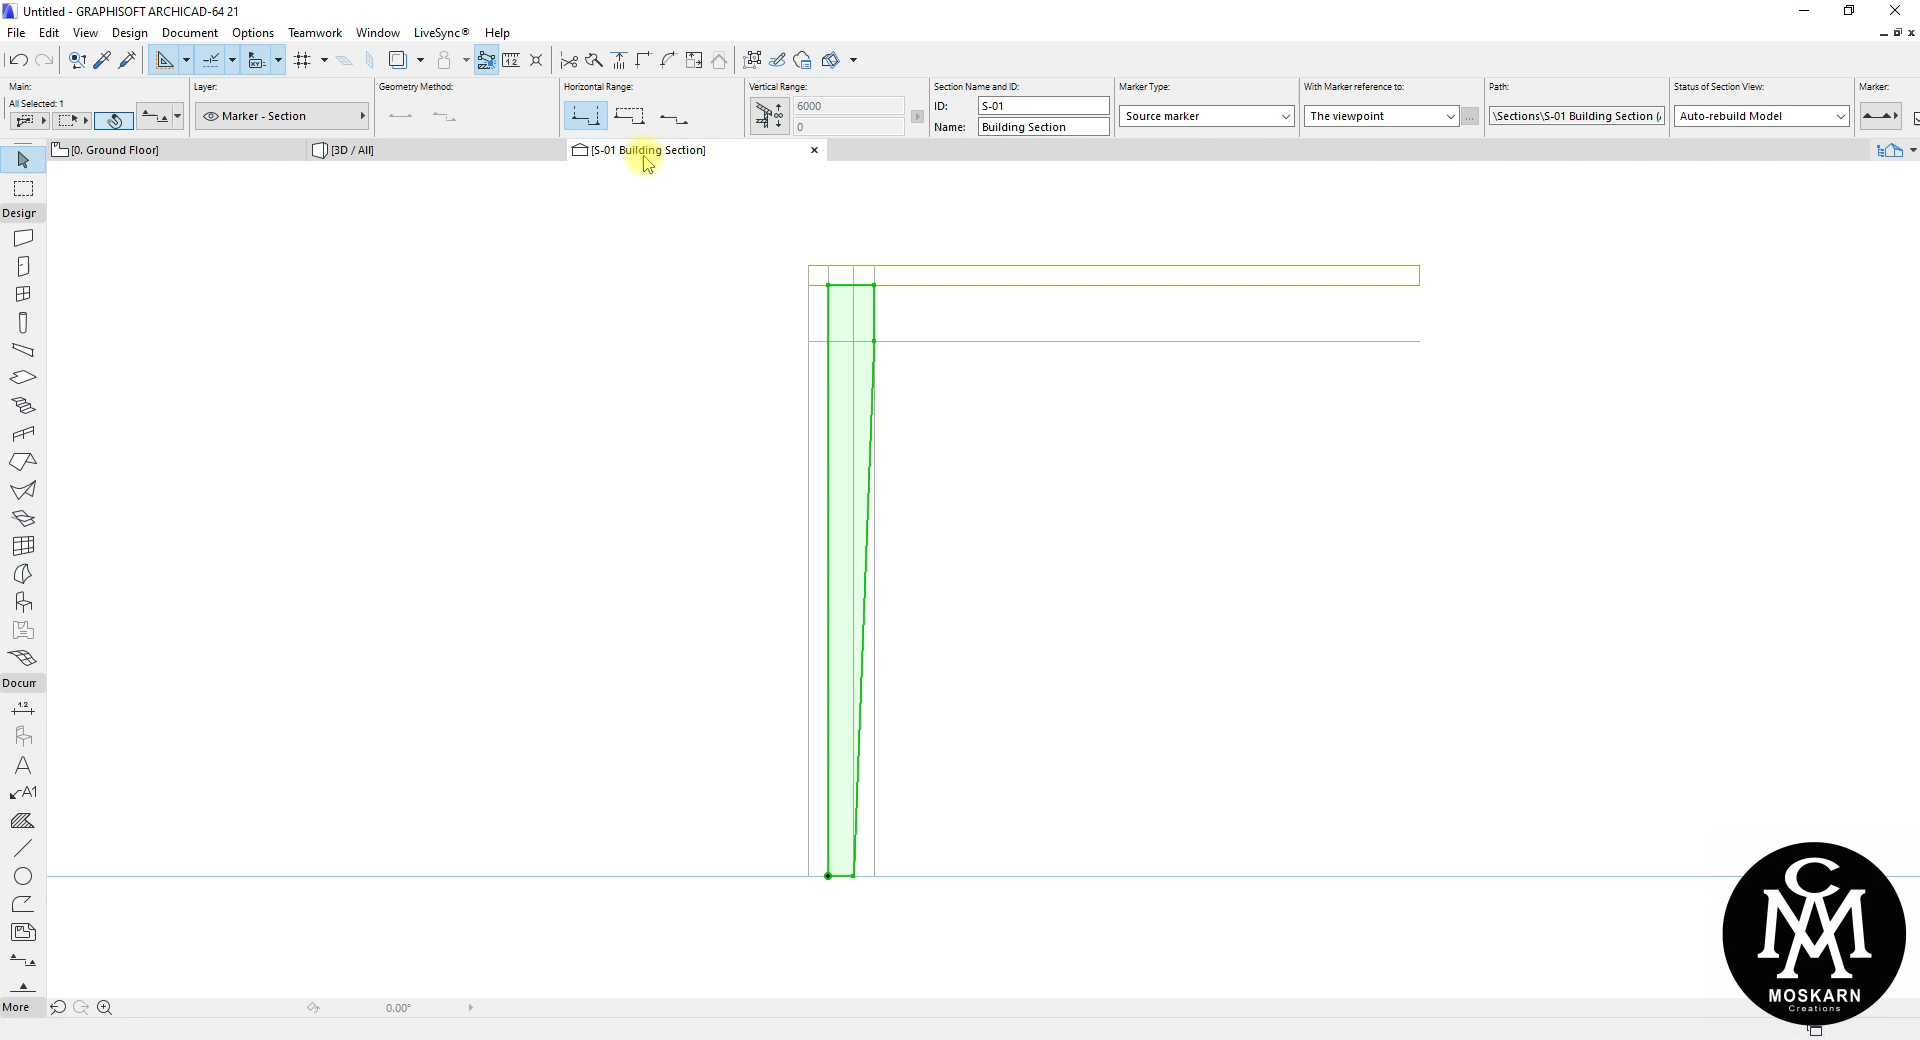 Untitled - GRAPHISOFT ARCHICAD-64 21
File Edit View Design Document Options Teamwork Window LiveSync® Help
Main: Layer: Geometry Method: Horizontal Range: Vertical Range: Section Name and ID: Marker Type: With Marker reference to: Path: Status of Section View: Marker:
All Selected: 1
Marker - Section
6000
0
ID: S-01
Name: Building Section
Source marker
The viewpoint
...
\Sections\S-01 Building Section (
Auto-rebuild Model
[0. Ground Floor] [3D / All] [S-01 Building Section]
Design
Docum
1.2
A
A1
More
0.00°
CM
MOSKARN
Creations